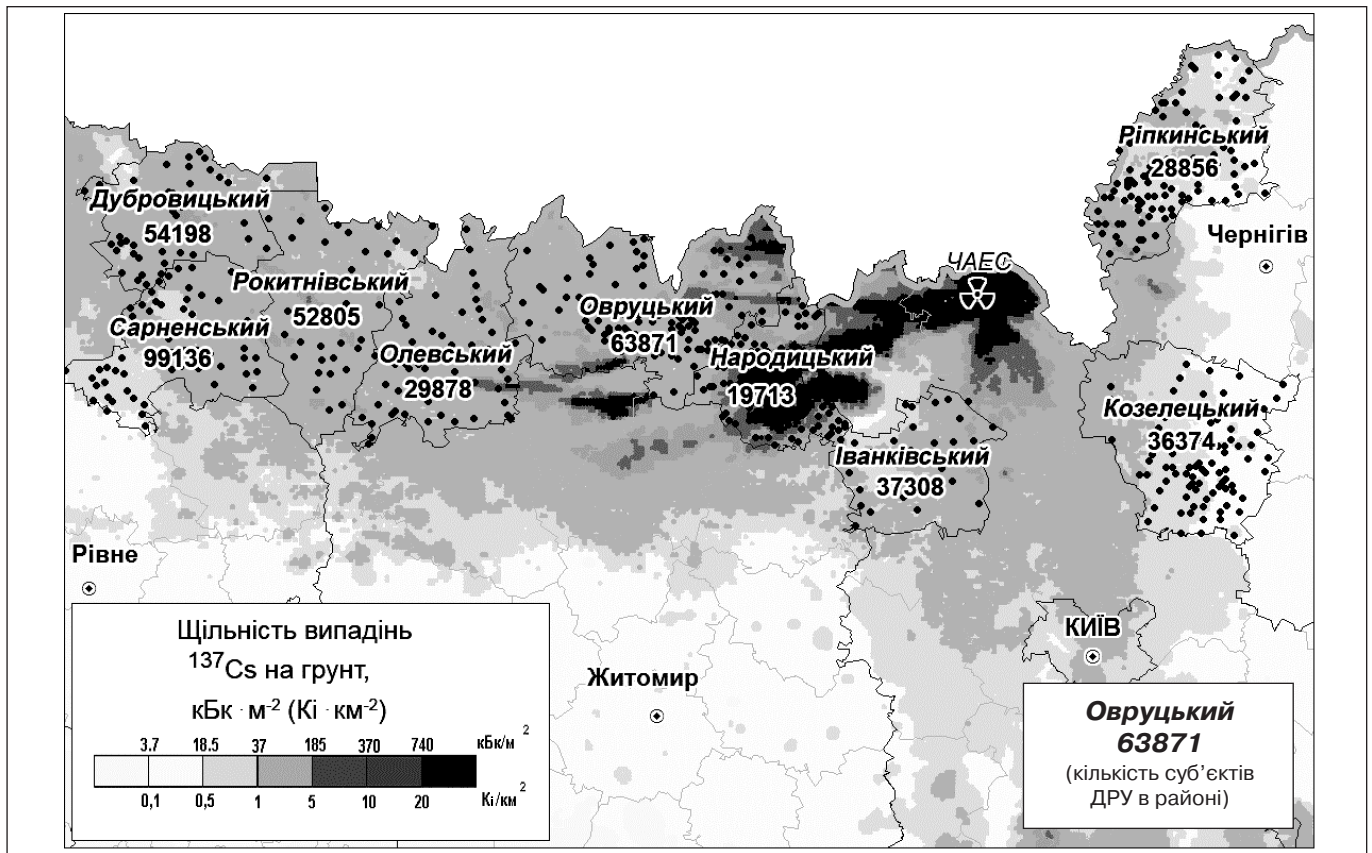 Ріпкинський
28856
Чернігів
Дубровицький
54198
ЧАЕС
Рокитнівський
52805
Овруцький
63871
Сарненський
99136
Олевський
29878
Народицький
19713
Козелецький
36374
Іванківський
37308
Рівне
КИЇВ
Житомир
Щільність випадінь
¹³⁷Cs на грунт,
кБк · м⁻² (Кі · км⁻²)
3.7 18.5 37 185 370 740 кБк/м²
0,1 0,5 1 5 10 20 Кі/км²
Овруцький
63871
(кількість суб’єктів
ДРУ в районі)